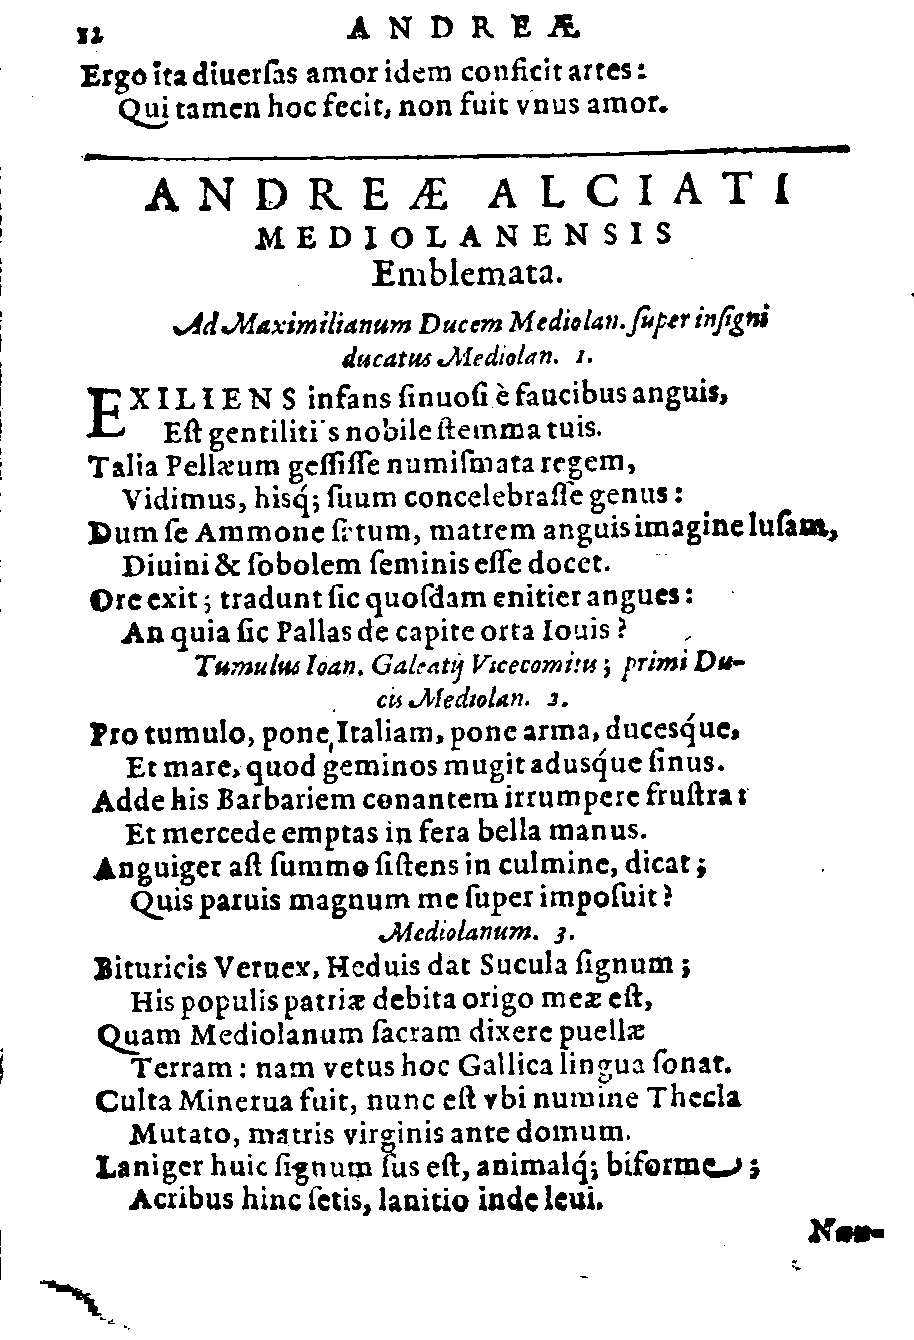 12 ANDREÆ
Ergo ita diuerſas amor idem conficit artes:
Qui tamen hoc fecit, non fuit vnus amor.
ANDREÆ ALCIATI
MEDIOLANENSIS
Emblemata.
Ad Maximilianum Ducem Mediolan. ſuper inſigni
ducatus Mediolan. 1.
EXILIENS infans ſinuoſi è faucibus anguis,
Eſt gentiliti's nobile ſtemma tuis.
Talia Pellæum geſſiſſe numiſmata regem,
Vidimus, hisq́; ſuum concelebraſſe genus:
Dum ſe Ammone ſatum, matrem anguis imagine luſam,
Diuini & ſobolem ſeminis eſſe docet.
Ore exit; tradunt ſic quoſdam enitier angues:
An quia ſic Pallas de capite orta Iouis?
Tumulus Ioan. Galeatij Vicecomitis; primi Du-
cis Mediolan. 2.
Pro tumulo, pone, Italiam, pone arma, ducesq́ue,
Et mare, quod geminos mugit adusq́ue ſinus.
Adde his Barbariem conantem irrumpere fruſtra:
Et mercede emptas in fera bella manus.
Anguiger aſt ſummo ſiſtens in culmine, dicat;
Quis paruis magnum me ſuper impoſuit?
Mediolanum. 3.
Bituricis Veruex, Heduis dat Sucula ſignum;
His populis patriæ debita origo meæ eſt,
Quam Mediolanum ſacram dixere puellæ
Terram: nam vetus hoc Gallica lingua ſonat.
Culta Minerua fuit, nunc eſt vbi numine Thecla
Mutato, matris virginis ante domum.
Laniger huic ſignum ſus eſt, animalq́; biforme;
Acribus hinc ſetis, lanitio inde leui.